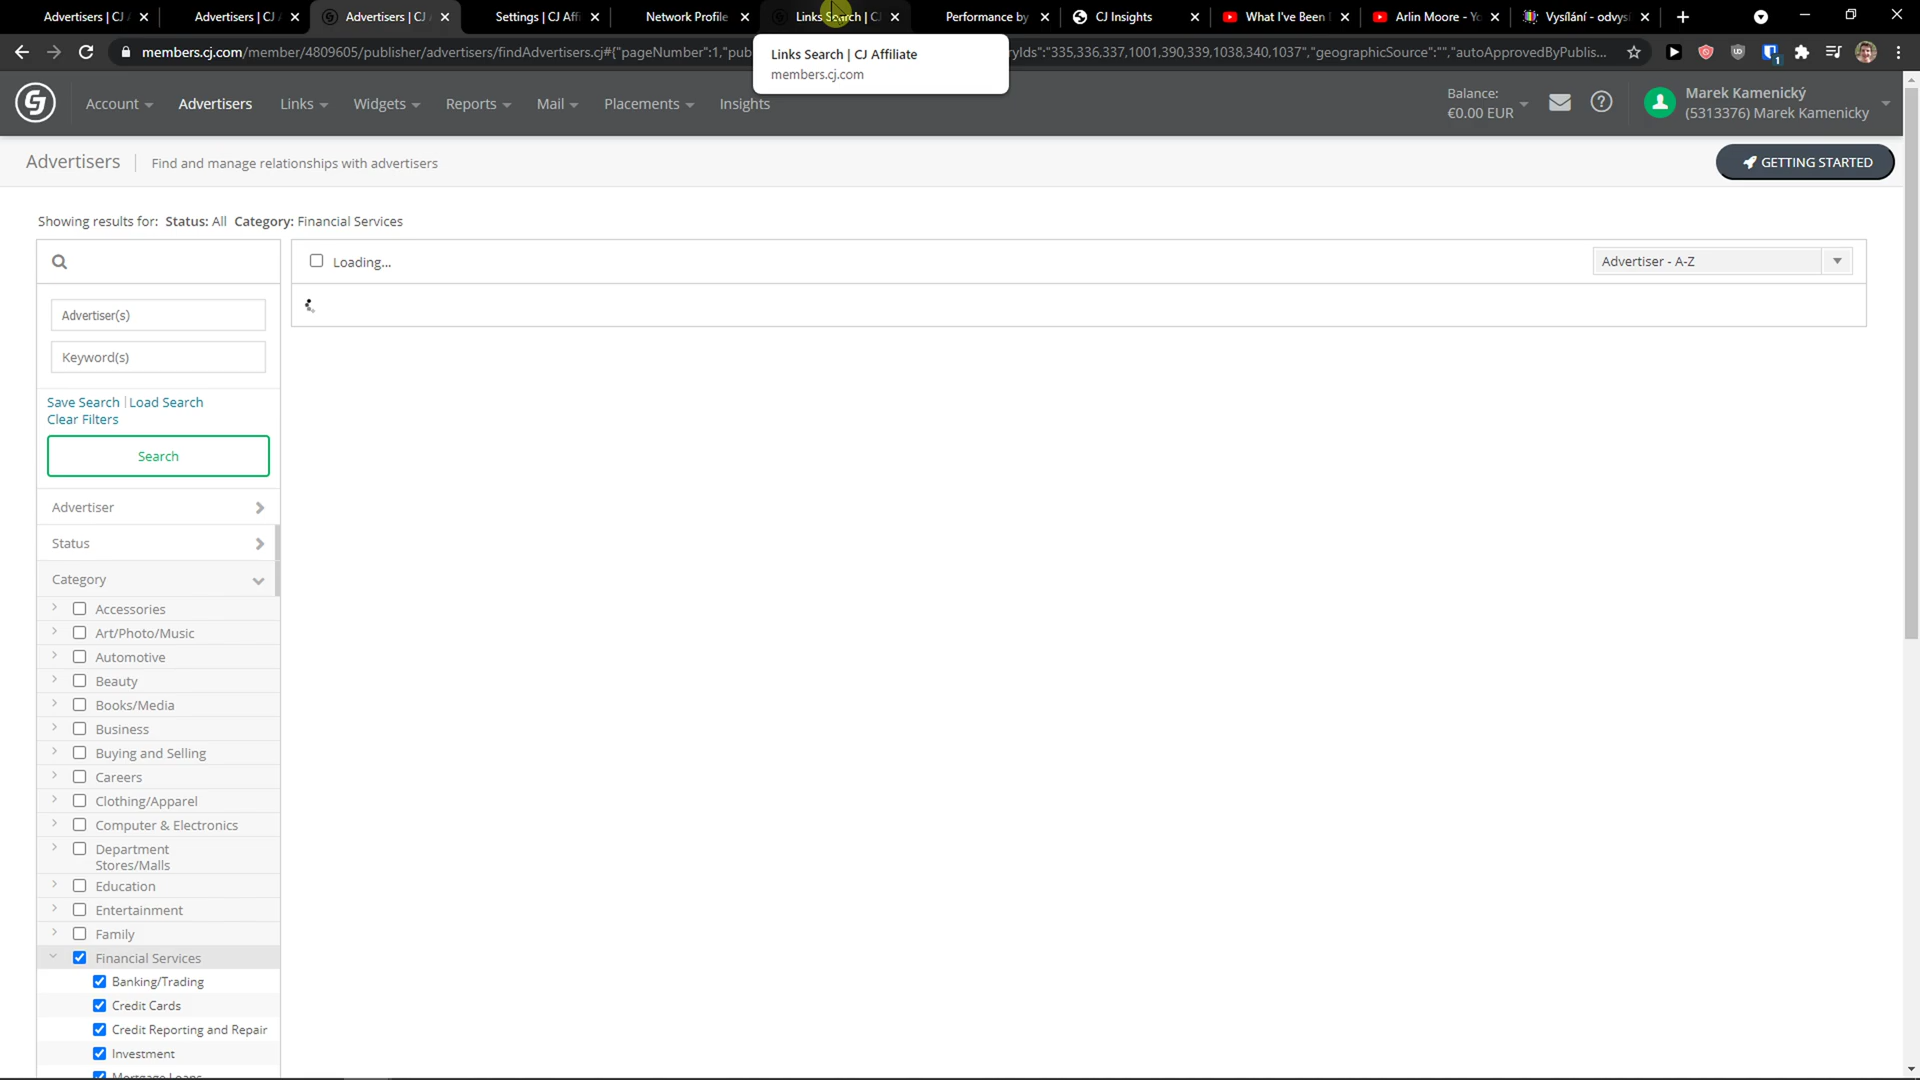 Advertisers | CJ
Advertisers | CJ
Advertisers | CJ
Settings | CJ Affi
Network Profile
Links Search | CJ
Performance by
CJ Insights
What I've Been
Arlin Moore - Yo
Vysílání - odvysí
members.cj.com/member/4809605/publisher/advertisers/findAdvertisers.cj#{"pageNumber":1,"pub
ryIds":"335,336,337,1001,390,339,1038,340,1037","geographicSource":"","autoApprovedByPublis...
1
Links Search | CJ Affiliate
members.cj.com
Account
Advertisers
Links
Widgets
Reports
Mail
Placements
Insights
Balance:
€0.00 EUR
Marek Kamenický
(5313376) Marek Kamenicky
Advertisers
Find and manage relationships with advertisers
GETTING STARTED
Showing results for: Status: All Category: Financial Services
Loading...
Advertiser - A-Z
Advertiser(s)
Keyword(s)
Save Search | Load Search
Clear Filters
Search
Advertiser
Status
Category
Accessories
Art/Photo/Music
Automotive
Beauty
Books/Media
Business
Buying and Selling
Careers
Clothing/Apparel
Computer & Electronics
Department
Stores/Malls
Education
Entertainment
Family
Financial Services
Banking/Trading
Credit Cards
Credit Reporting and Repair
Investment
Mortgage Loans